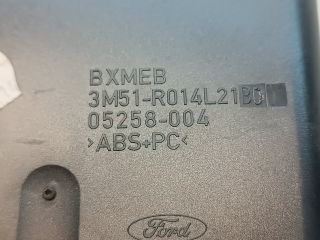 BXMEB
3M51-R014L21
05258-004
>ABS+PC<
Ford